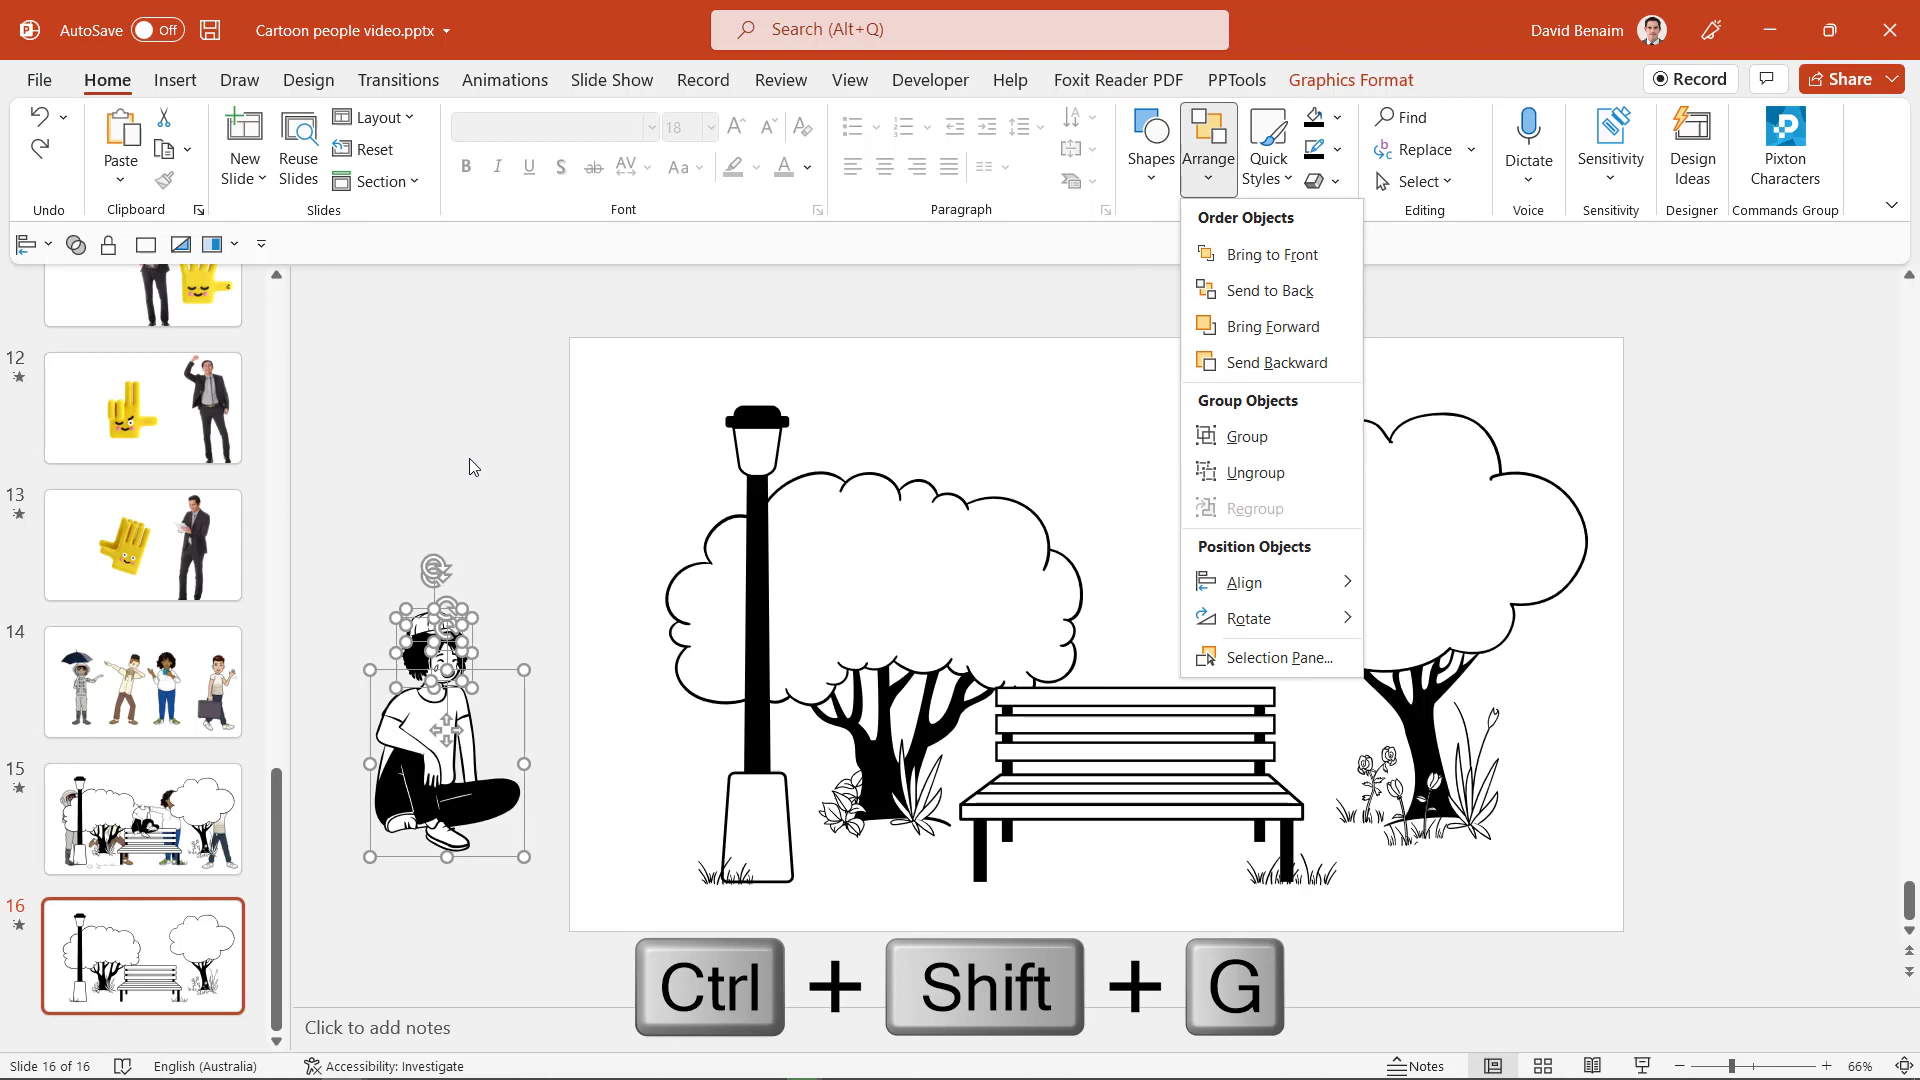 AutoSave
Off
Cartoon people video.pptx
Search (Alt+Q)
David Benaim
File
Home
Insert
Draw
Design
Transitions
Animations
Slide Show
Record
Review
View
Developer
Help
Foxit Reader PDF
PPTools
Graphics Format
Record
Share
Undo
Paste
Clipboard
New
Slide
Reuse
Slides
Layout
Reset
Section
Slides
18
B
I
U
S
ab
AV
Aa
A
Font
Paragraph
Shapes
Arrange
Quick
Styles
Find
Replace
Select
Editing
Dictate
Voice
Sensitivity
Sensitivity
Design
Ideas
Designer
Pixton
Characters
Commands Group
Order Objects
Bring to Front
Send to Back
Bring Forward
Send Backward
Group Objects
Group
Ungroup
Regroup
Position Objects
Align
Rotate
Selection Pane...
12
13
14
15
16
Ctrl + Shift + G
Click to add notes
Slide 16 of 16
English (Australia)
Accessibility: Investigate
Notes
66%